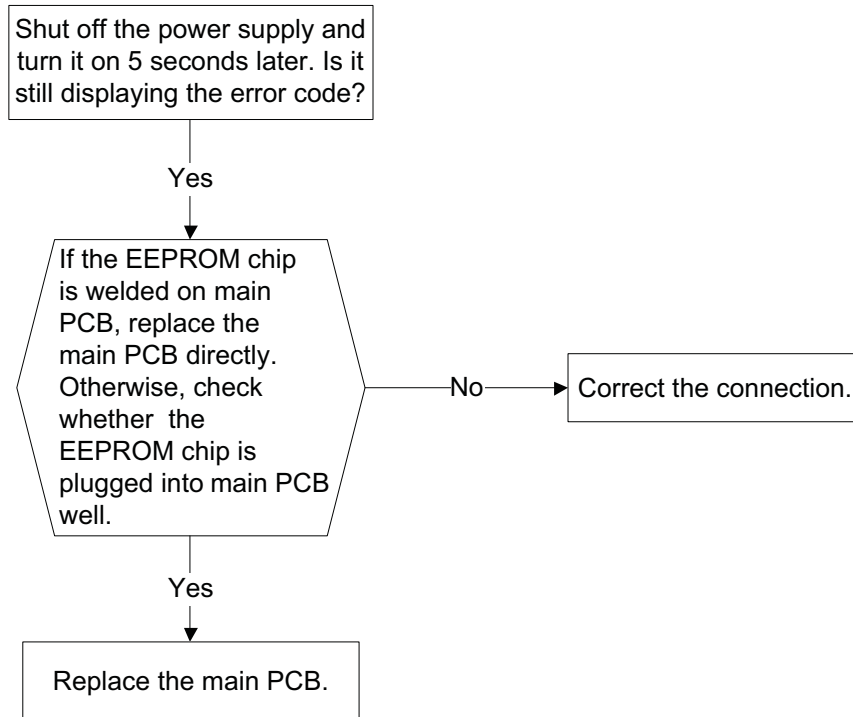 Shut off the power supply and
turn it on 5 seconds later. Is it
still displaying the error code?
Yes
If the EEPROM chip
is welded on main
PCB, replace the
main PCB directly.
Otherwise, check
whether the
EEPROM chip is
plugged into main PCB
well.
No
Correct the connection.
Yes
Replace the main PCB.